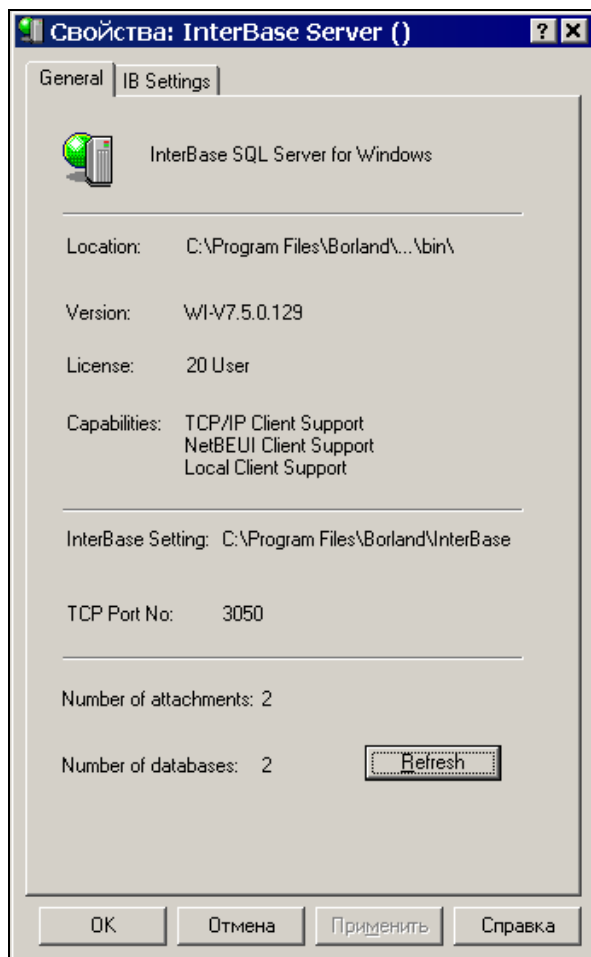 Свойства: InterBase Server ()
General
IB Settings
InterBase SQL Server for Windows
Location: C:\Program Files\Borland\...\bin\
Version: WI-V7.5.0.129
License: 20 User
Capabilities: TCP/IP Client Support
NetBEUI Client Support
Local Client Support
InterBase Setting: C:\Program Files\Borland\InterBase
TCP Port No: 3050
Number of attachments: 2
Number of databases: 2
Refresh
OK
Отмена
Применить
Справка